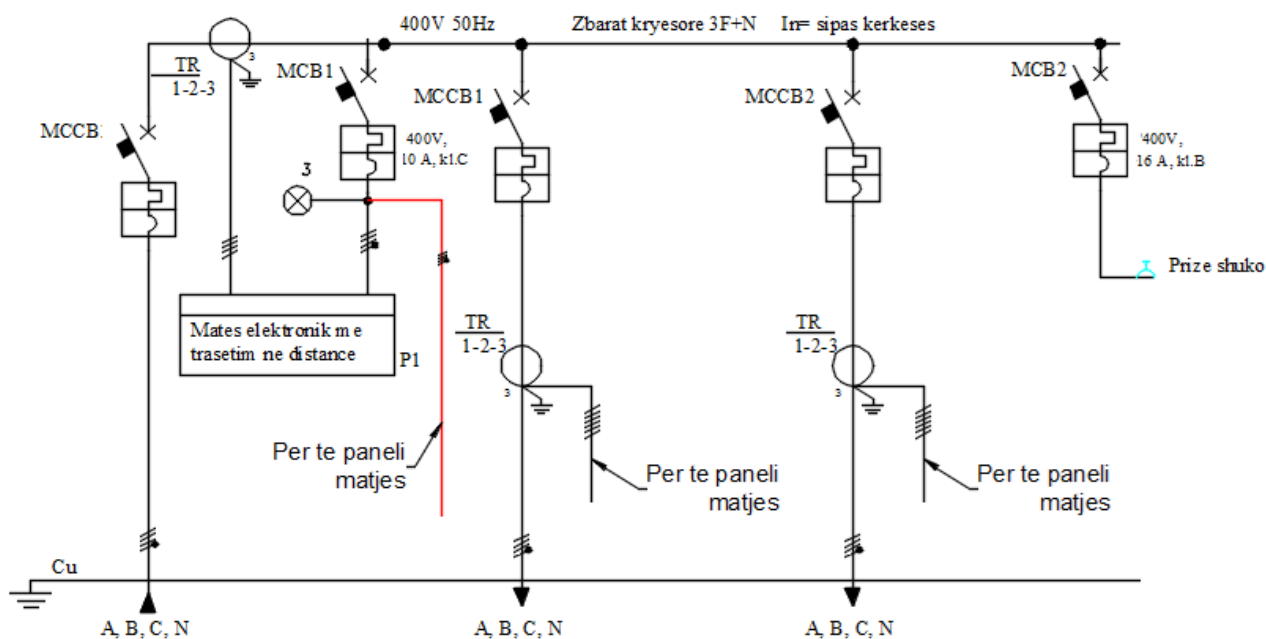 400V 50Hz Zbarat kryesore 3F+N In= sipas kerkeses
3
TR
1-2-3
MCB1
MCCB1
MCCB2
MCB2
MCCB
400V,
10 A, kl.C
400V,
16 A, kl.B
3
Prize shuko
Mates elektronik me
trasetim ne distance
P1
TR
1-2-3
3
TR
1-2-3
3
Per te paneli
matjes
Per te paneli
matjes
Per te paneli
matjes
Cu
A, B, C, N
A, B, C, N
A, B, C, N